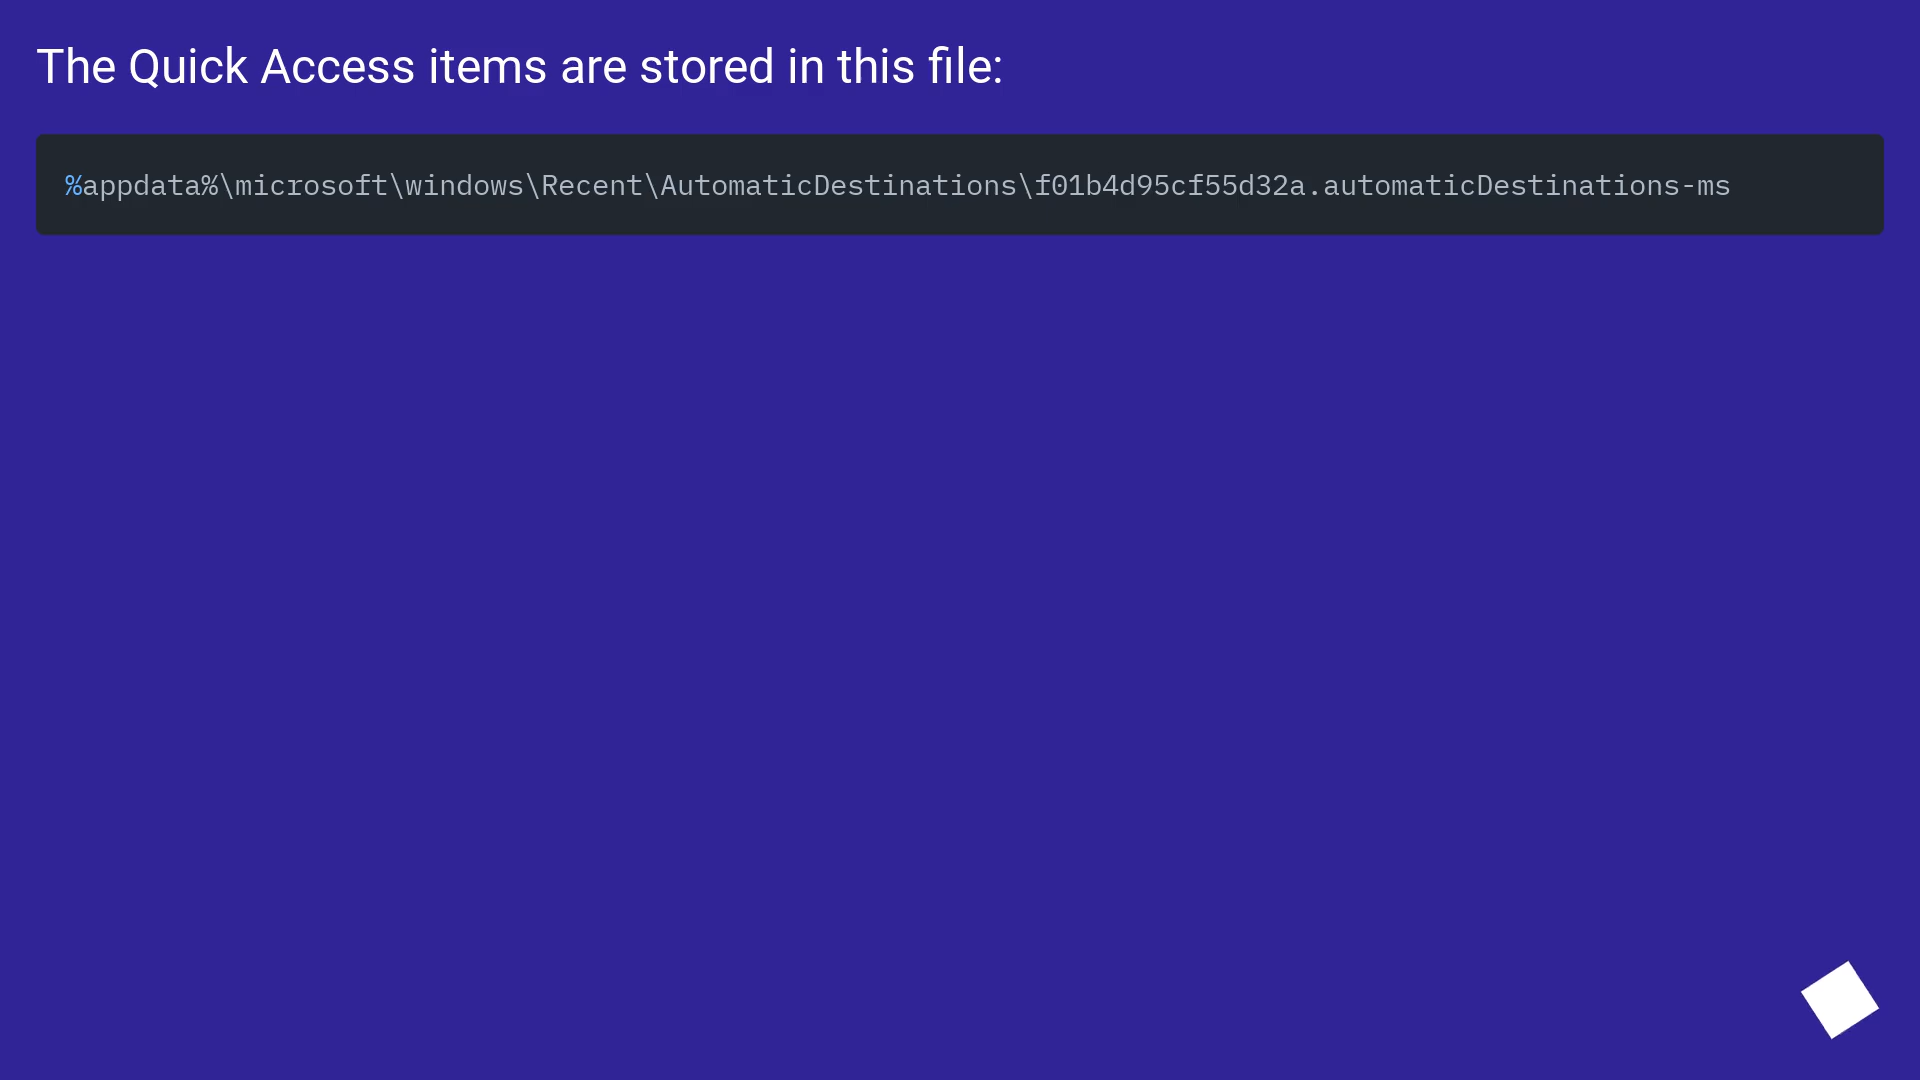 The Quick Access items are stored in this file:
%appdata%\microsoft\windows\Recent\AutomaticDestinations\f01b4d95cf55d32a.automaticDestinations-ms